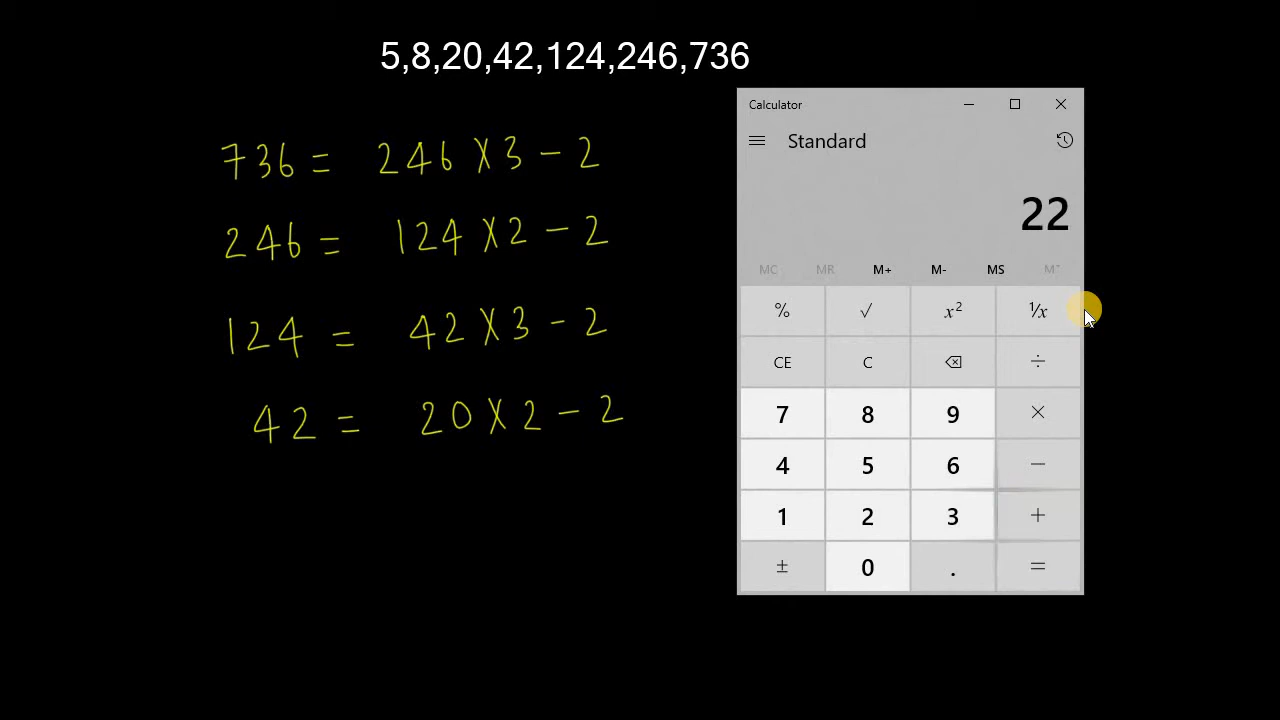 5,8,20,42,124,246,736
Calculator
Standard
736 = 246 X 3 - 2
22
246 = 124 X 2 - 2
MC MR M+ M- MS M˅
124 = 42 X 3 - 2
% √ x² ¹/x
CE C ⌫ ÷
42 = 20 X 2 - 2
7 8 9 ×
4 5 6 −
1 2 3 +
± 0 . =